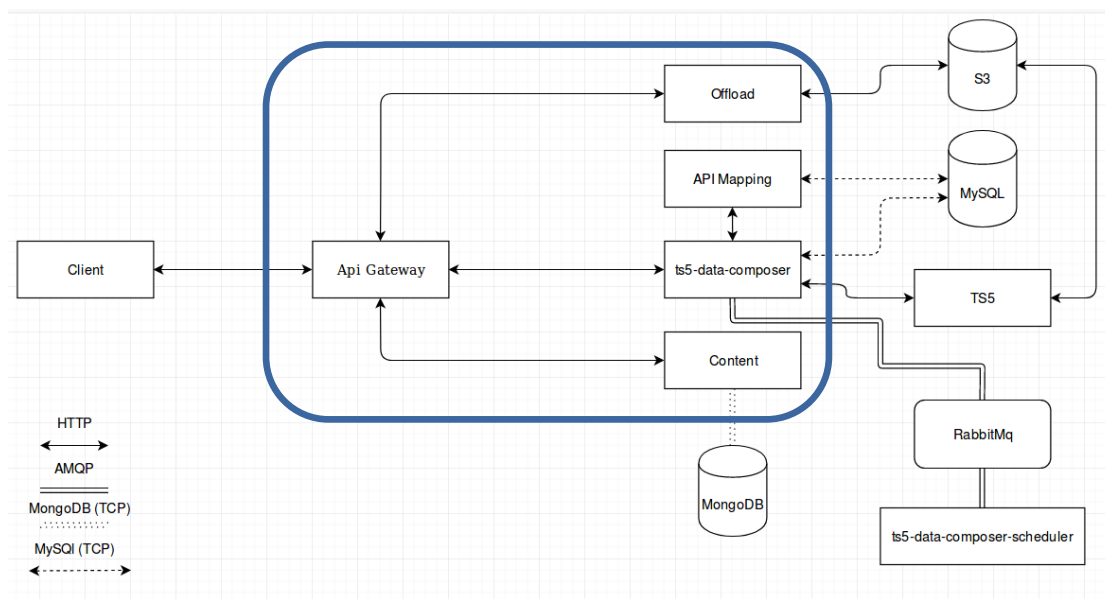 S3
Offload
API Mapping
MySQL
Client
Api Gateway
ts5-data-composer
TS5
Content
HTTP
RabbitMq
AMQP
MongoDB (TCP)
MongoDB
ts5-data-composer-scheduler
MySQl (TCP)